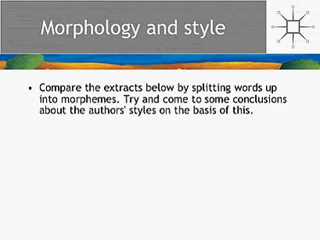 Morphology and style
• Compare the extracts below by splitting words up
into morphemes. Try and come to some conclusions
about the authors' styles on the basis of this.